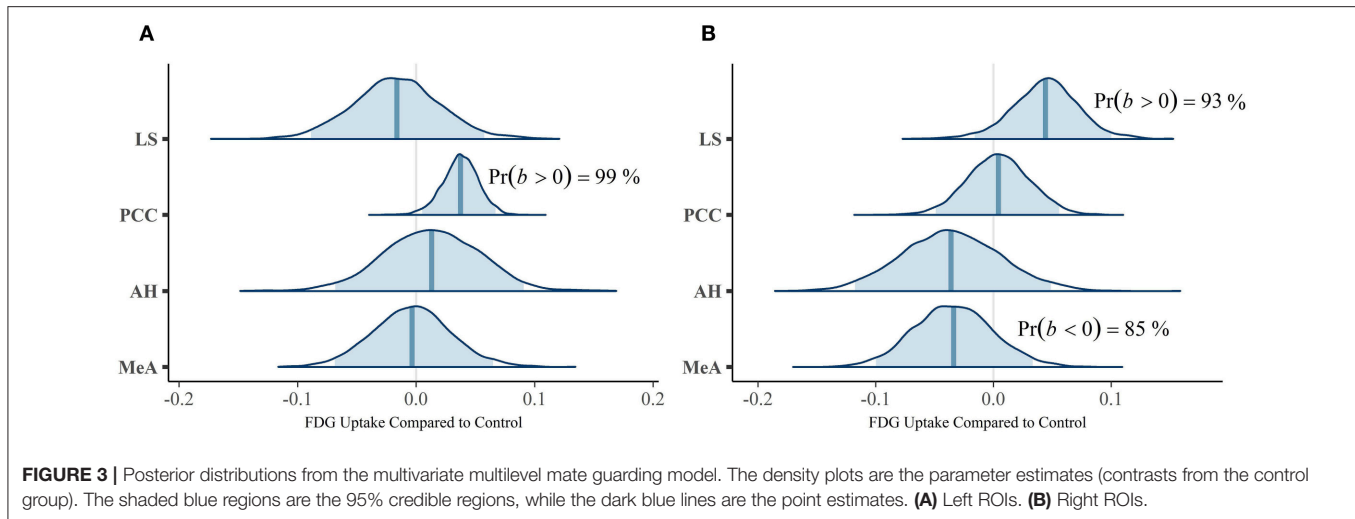 A
B
LS
PCC
AH
MeA
Pr(b > 0) = 99 %
-0.2
-0.1
0.0
0.1
0.2
FDG Uptake Compared to Control
LS
PCC
AH
MeA
Pr(b > 0) = 93 %
Pr(b < 0) = 85 %
-0.2
-0.1
0.0
0.1
FDG Uptake Compared to Control
FIGURE 3 | Posterior distributions from the multivariate multilevel mate guarding model. The density plots are the parameter estimates (contrasts from the control
group). The shaded blue regions are the 95% credible regions, while the dark blue lines are the point estimates. (A) Left ROIs. (B) Right ROIs.